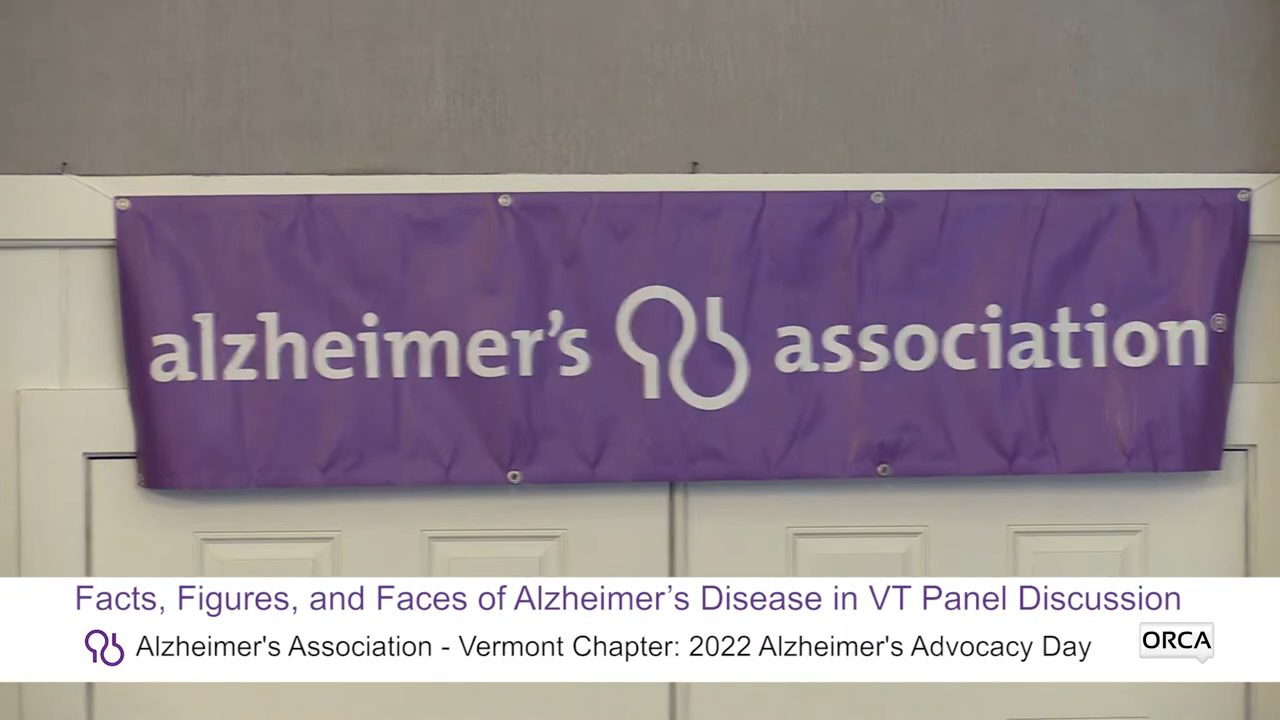 alzheimer's association®
Facts, Figures, and Faces of Alzheimer’s Disease in VT Panel Discussion
Alzheimer's Association - Vermont Chapter: 2022 Alzheimer's Advocacy Day
ORCA